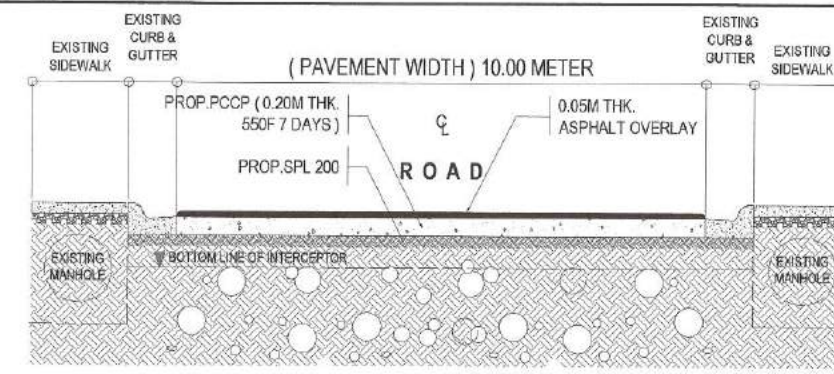 EXISTING
SIDEWALK
EXISTING
CURB &
GUTTER
( PAVEMENT WIDTH ) 10.00 METER
EXISTING
CURB &
GUTTER
EXISTING
SIDEWALK
PROP.PCCP ( 0.20M THK.
550F 7 DAYS )
PROP.SPL 200
℄
ROAD
0.05M THK.
ASPHALT OVERLAY
EXISTING
MANHOLE
BOTTOM LINE OF INTERCEPTOR
EXISTING
MANHOLE